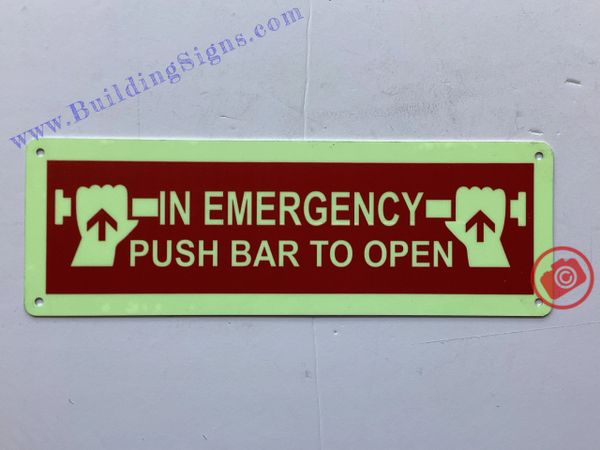 www.BuildingSigns.com
IN EMERGENCY
PUSH BAR TO OPEN